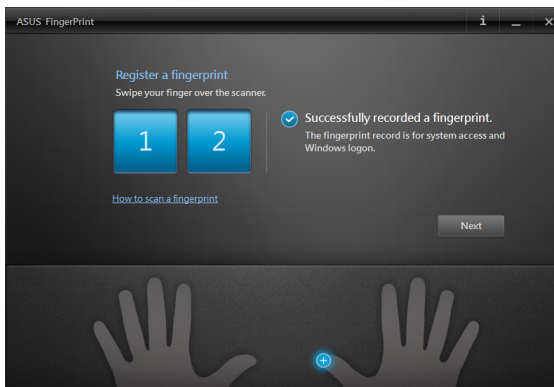 ASUS FingerPrint
Register a fingerprint
Swipe your finger over the scanner.
1 2
Successfully recorded a fingerprint.
The fingerprint record is for system access and
Windows logon.
How to scan a fingerprint
Next